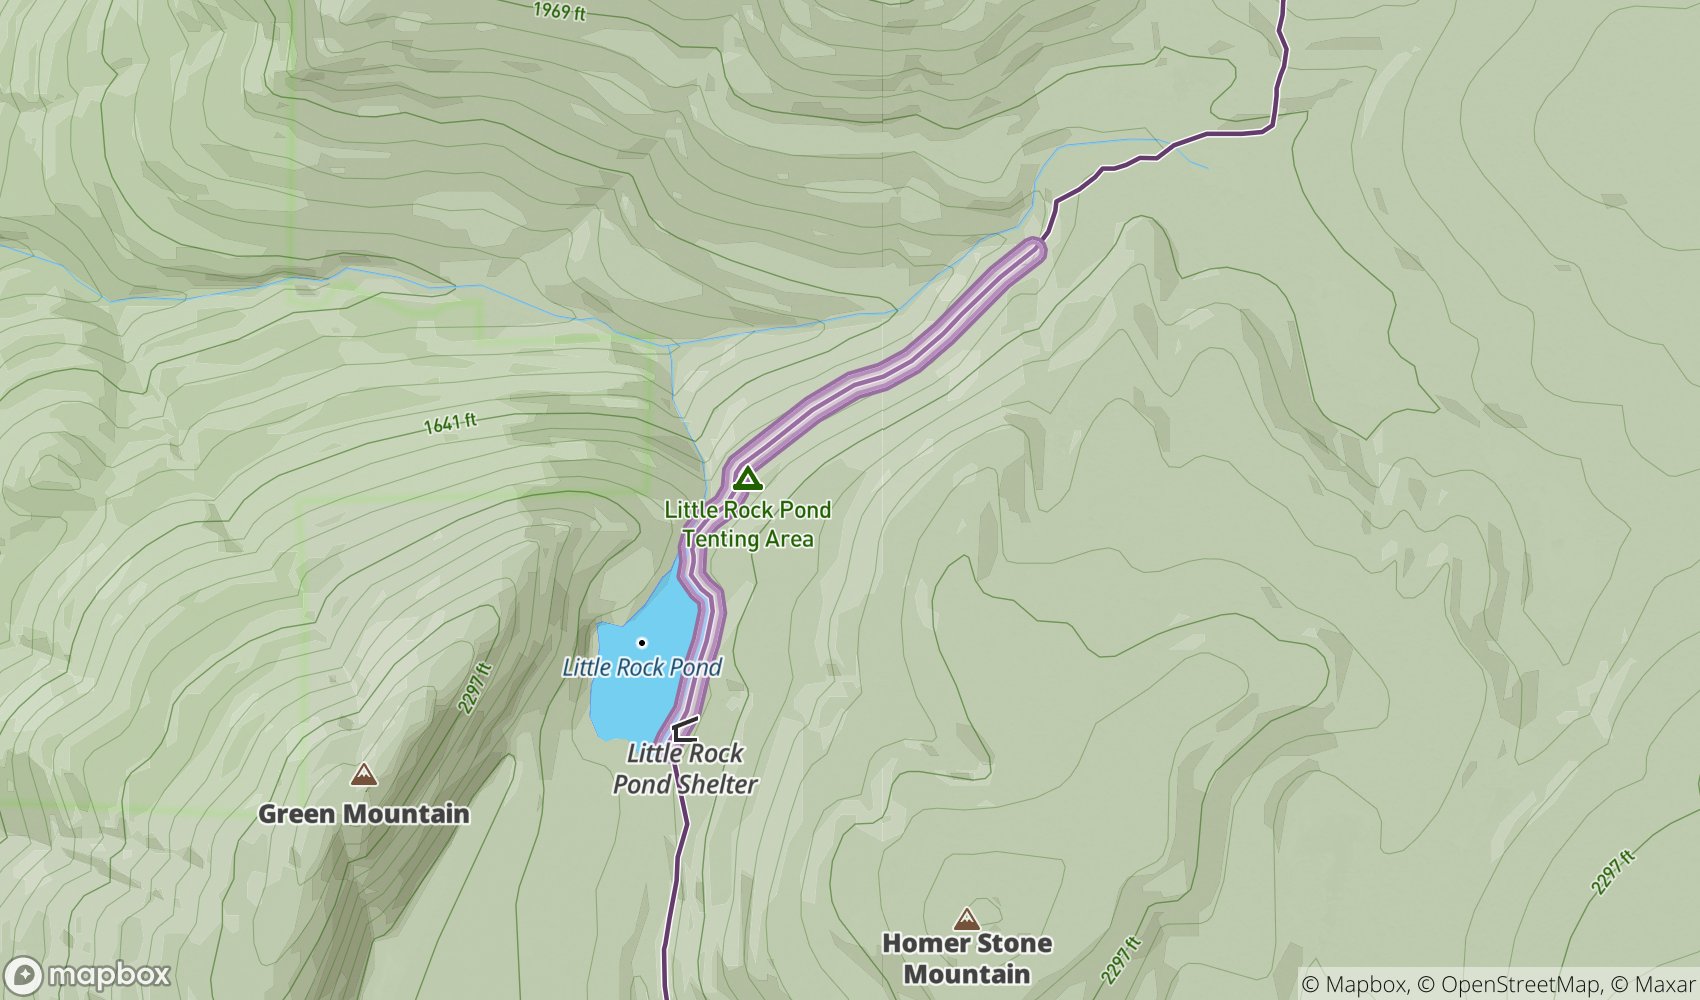 1969 ft
1641 ft
Little Rock Pond
Tenting Area
Little Rock Pond
2297 ft
Little Rock
Pond Shelter
Green Mountain
2297 ft
Homer Stone
Mountain
2297 ft
mapbox
© Mapbox, © OpenStreetMap, © Maxar